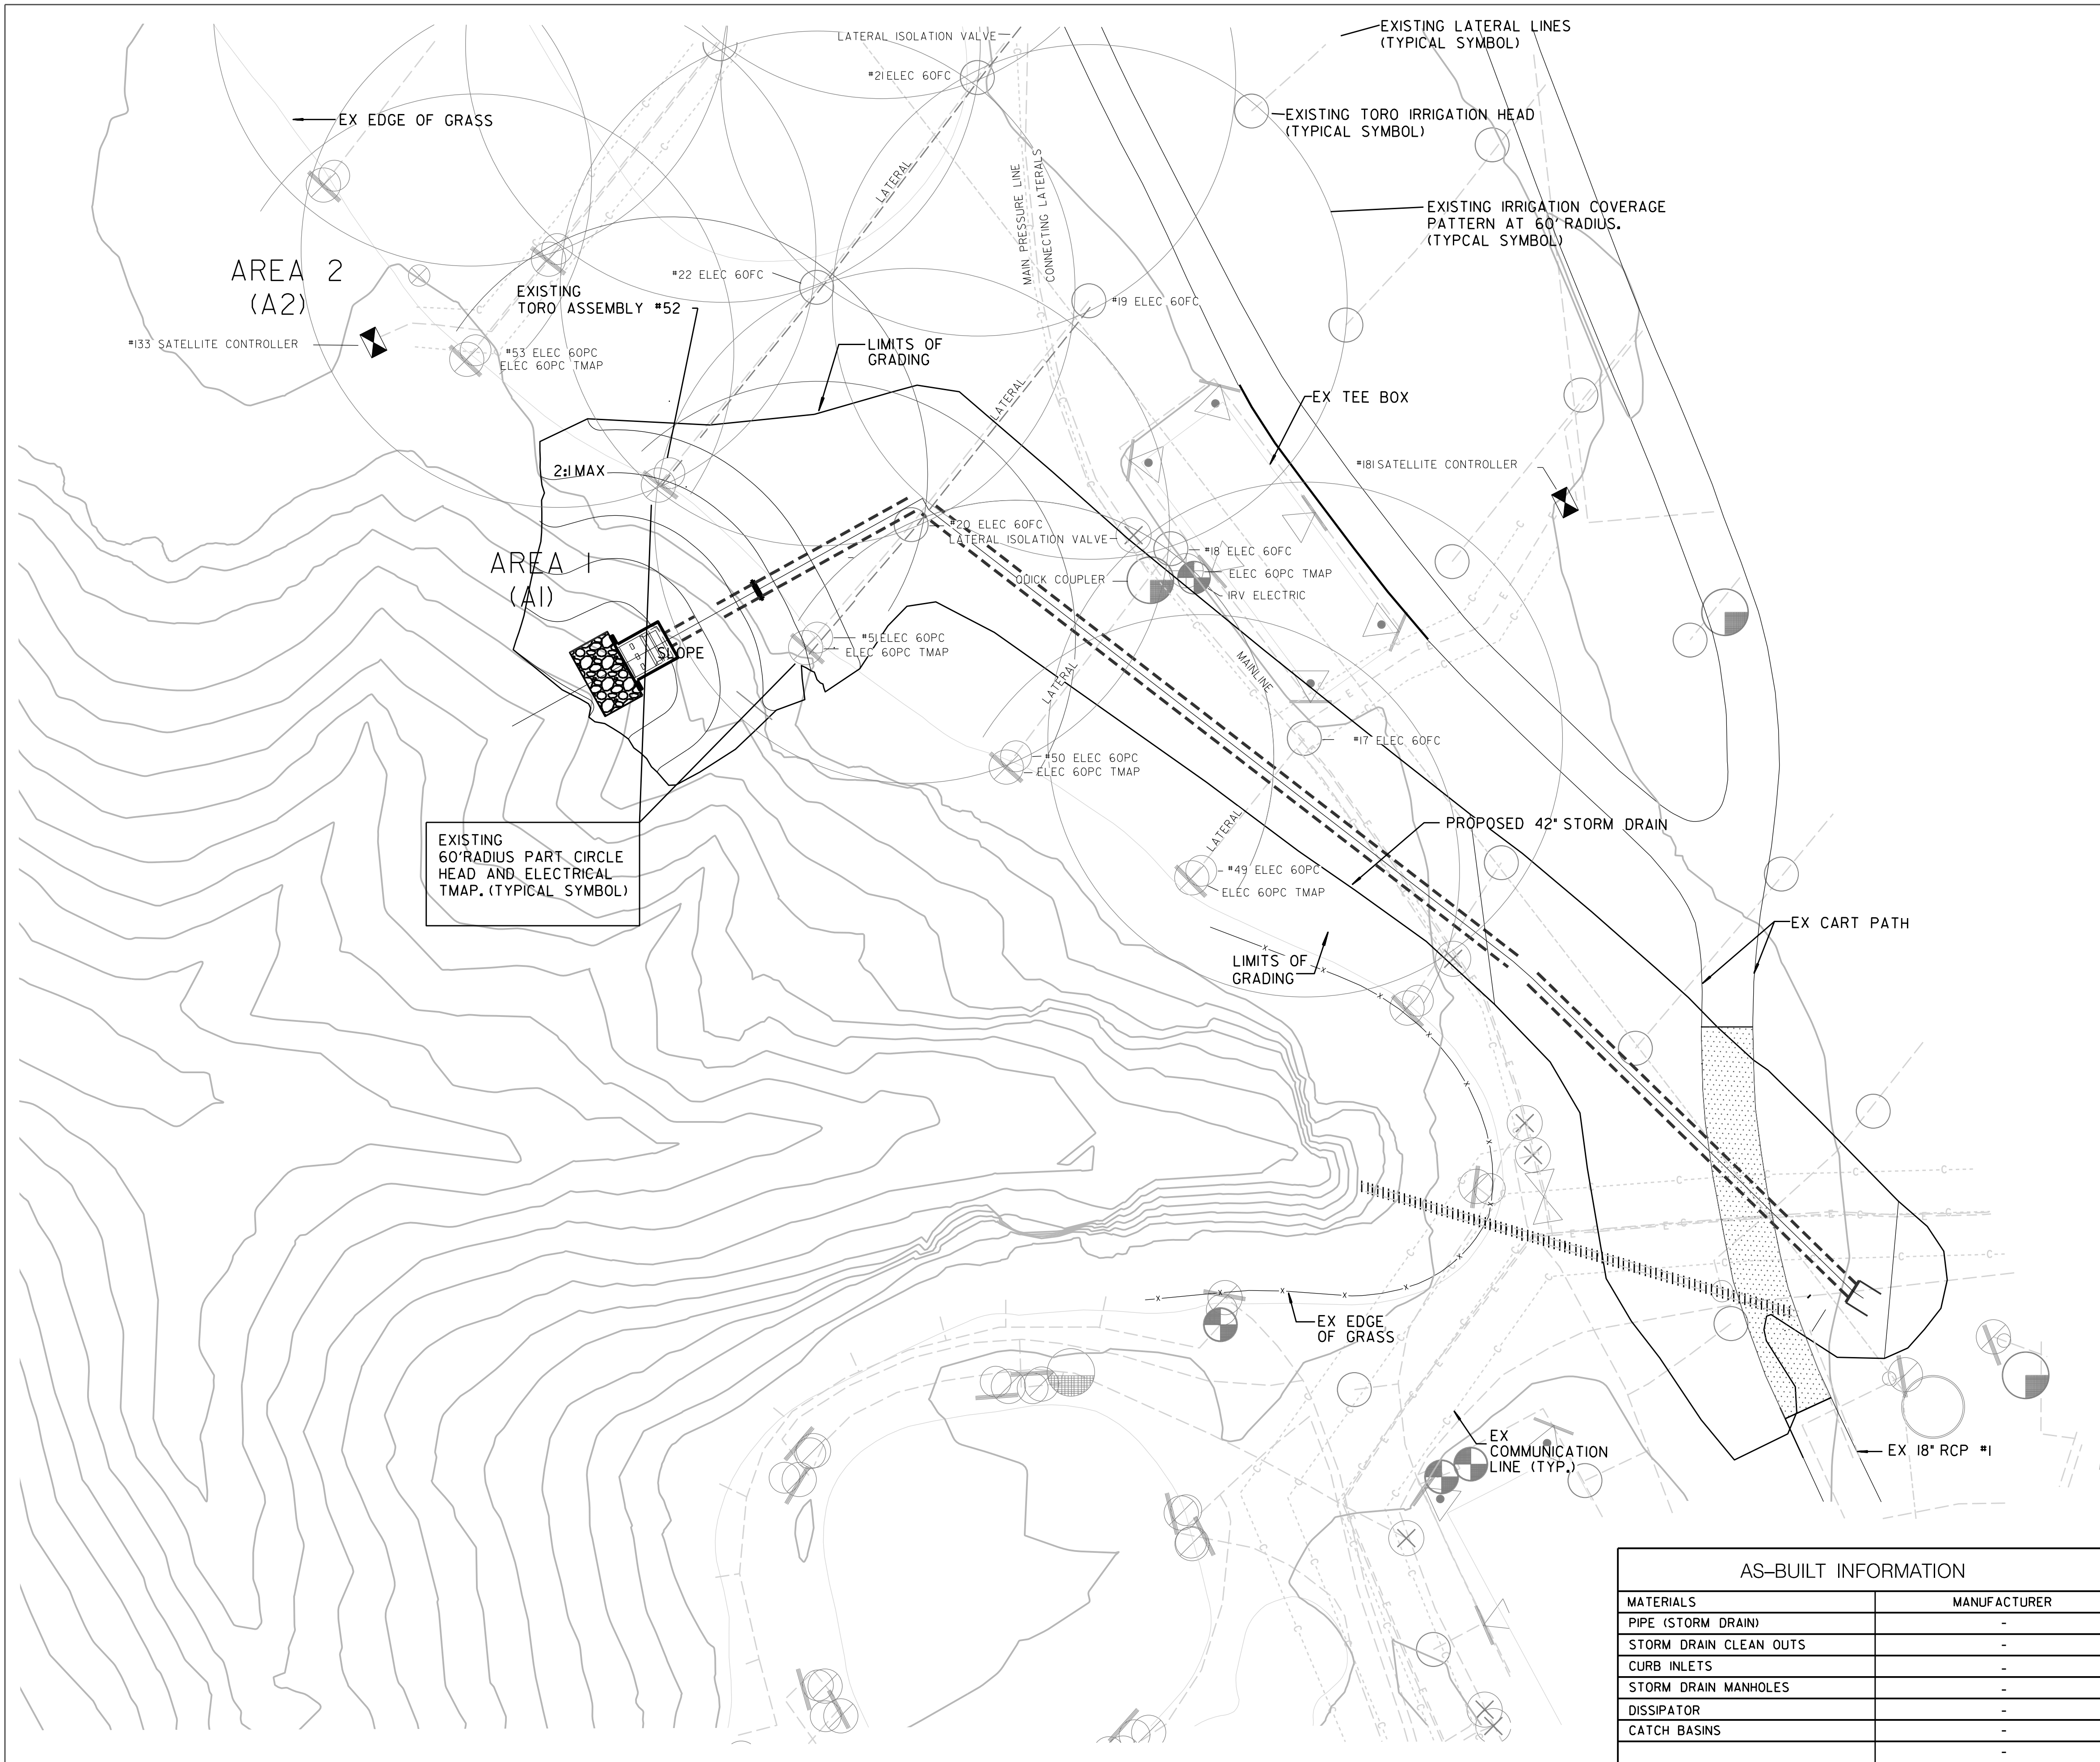 LATERAL ISOLATION VALVE
EXISTING LATERAL LINES
(TYPICAL SYMBOL)
#21 ELEC 60FC
EX EDGE OF GRASS
EXISTING TORO IRRIGATION HEAD
(TYPICAL SYMBOL)
LATERAL
MAIN PRESSURE LINE
CONNECTING LATERALS
EXISTING IRRIGATION COVERAGE
PATTERN AT 60' RADIUS.
(TYPCAL SYMBOL)
AREA 2
(A2)
#22 ELEC 60FC
EXISTING
TORO ASSEMBLY #52
#19 ELEC 60FC
#133 SATELLITE CONTROLLER
#53 ELEC 60PC
ELEC 60PC TMAP
LIMITS OF
GRADING
LATERAL
EX TEE BOX
2:1 MAX
#181 SATELLITE CONTROLLER
#20 ELEC 60FC
LATERAL ISOLATION VALVE
#18 ELEC 60FC
AREA 1
(A1)
QUICK COUPLER
ELEC 60PC TMAP
IRV ELECTRIC
#51 ELEC 60PC
ELEC 60PC TMAP
SLOPE
LATERAL
MAINLINE
#17 ELEC 60FC
#50 ELEC 60PC
ELEC 60PC TMAP
EXISTING
60'RADIUS PART CIRCLE
HEAD AND ELECTRICAL
TMAP. (TYPICAL SYMBOL)
LATERAL
PROPOSED 42" STORM DRAIN
#49 ELEC 60PC
ELEC 60PC TMAP
EX CART PATH
LIMITS OF
GRADING
EX EDGE
OF GRASS
EX
COMMUNICATION
LINE (TYP.)
EX 18" RCP #1
AS-BUILT INFORMATION
MATERIALS MANUFACTURER
PIPE (STORM DRAIN) -
STORM DRAIN CLEAN OUTS -
CURB INLETS -
STORM DRAIN MANHOLES -
DISSIPATOR -
CATCH BASINS -
-